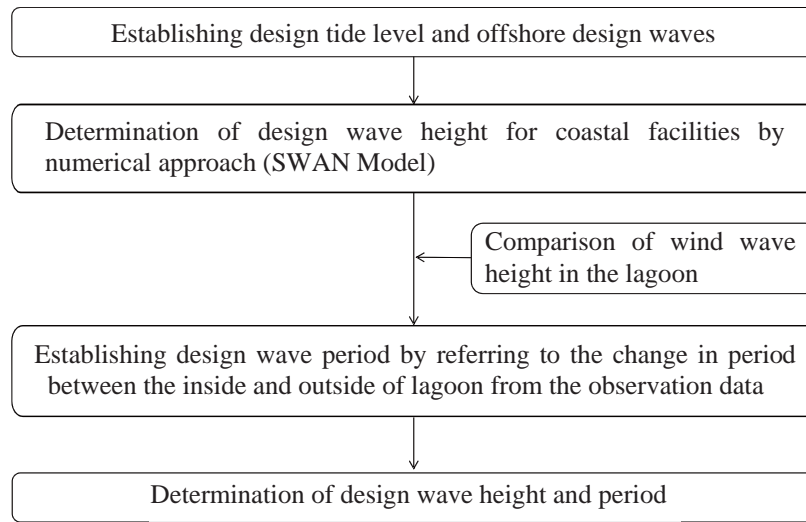 Establishing design tide level and offshore design waves
Determination of design wave height for coastal facilities by
numerical approach (SWAN Model)
Comparison of wind wave
height in the lagoon
Establishing design wave period by referring to the change in period
between the inside and outside of lagoon from the observation data
Determination of design wave height and period